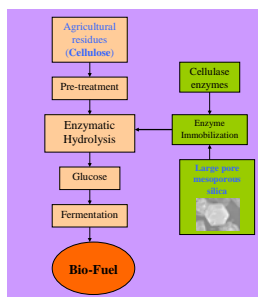 Agricultural
residues
(Cellulose)
Pre-treatment
Enzymatic
Hydrolysis
Glucose
Fermentation
Bio-Fuel
Cellulase
enzymes
Enzyme
Immobilization
Large pore
mesoporous
silica